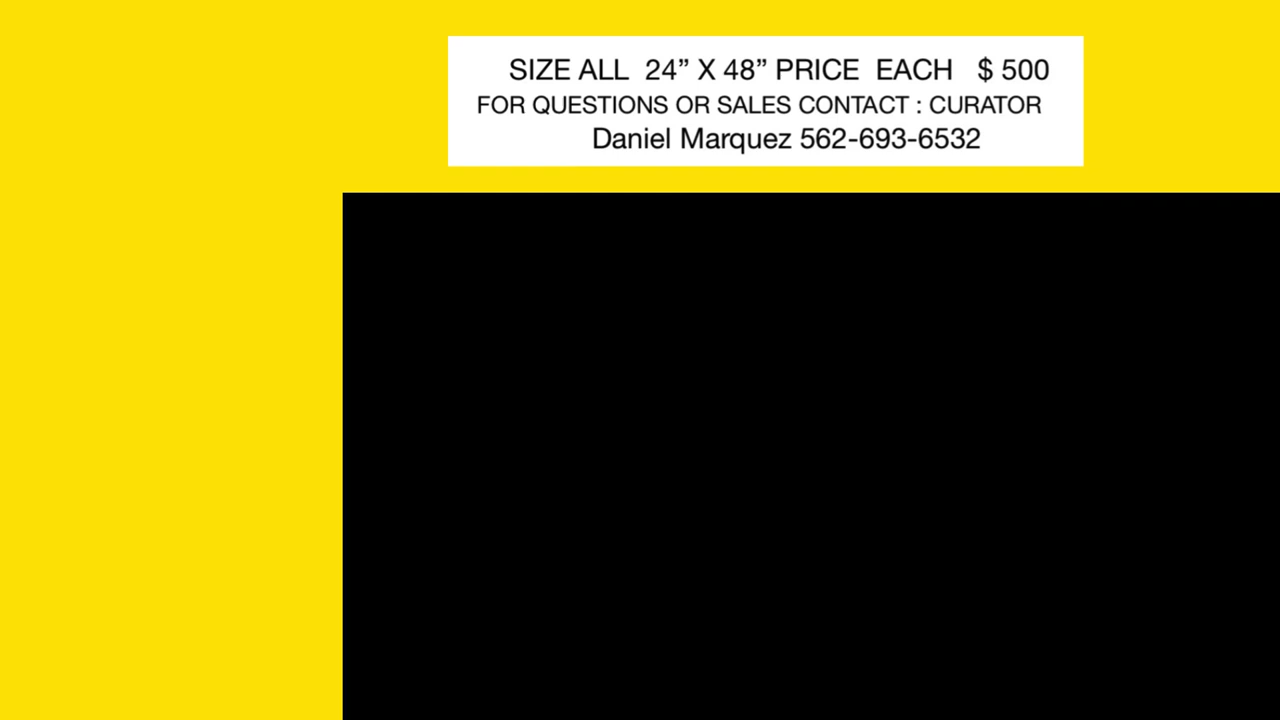 SIZE ALL  24” X 48” PRICE  EACH   $ 500
FOR QUESTIONS OR SALES CONTACT : CURATOR
Daniel Marquez 562-693-6532